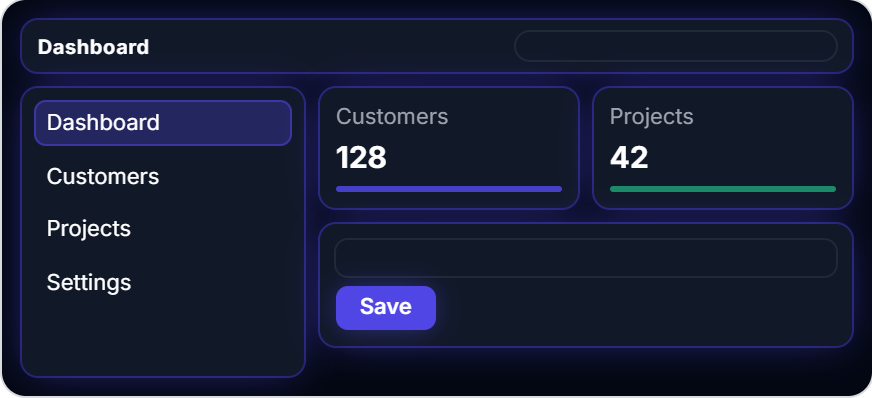 Dashboard
Dashboard
Customers
Projects
Settings
Customers
128
Projects
42
Save